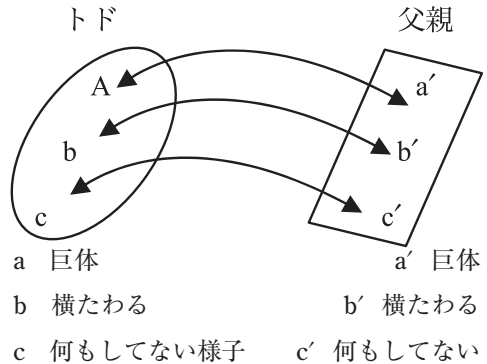 トド 父親
A a′
b b′
c c′
a 巨体 a′ 巨体
b 横たわる b′ 横たわる
c 何もしてない様子 c′ 何もしてない